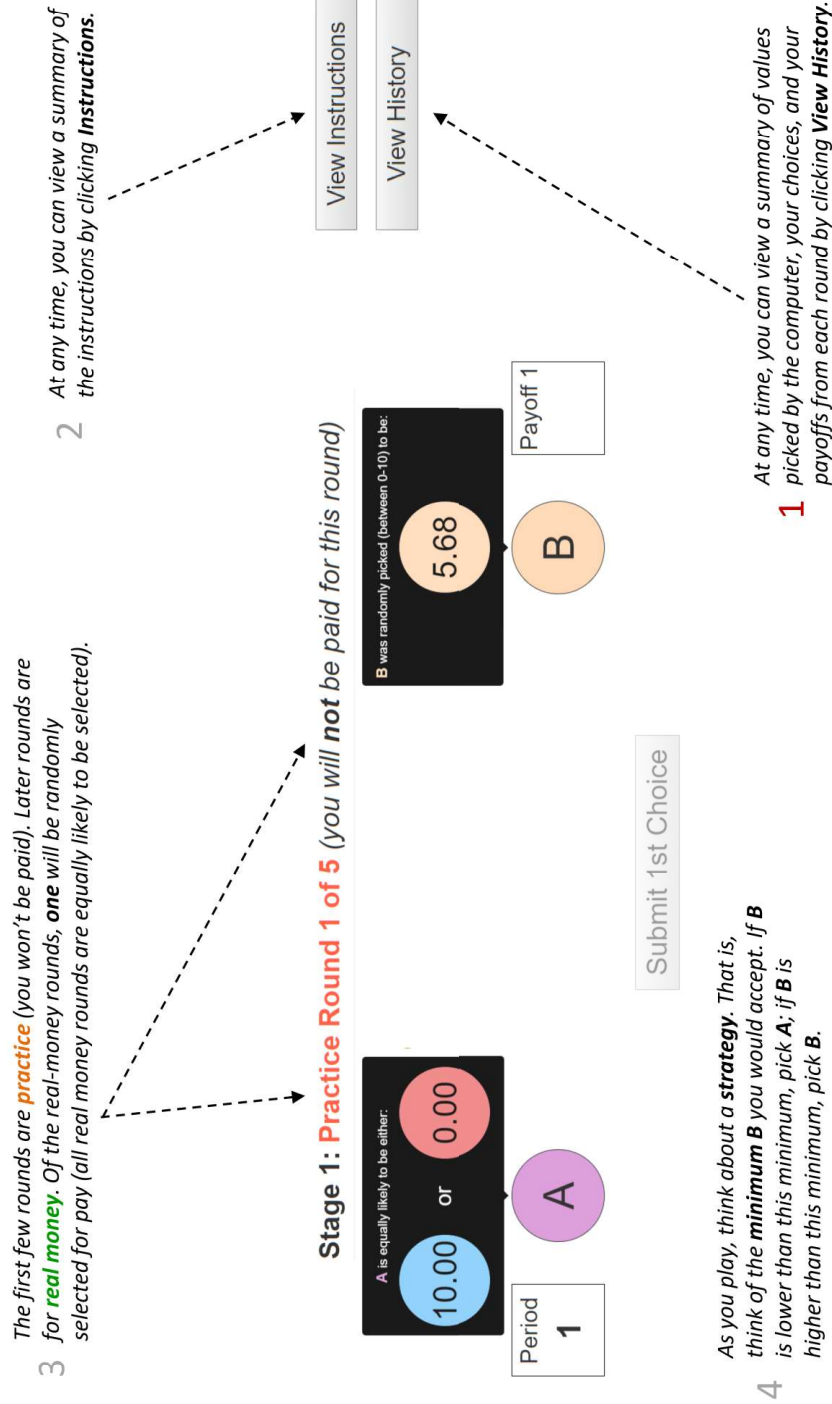 3
The first few rounds are practice (you won't be paid). Later rounds are
for real money. Of the real-money rounds, one will be randomly
selected for pay (all real money rounds are equally likely to be selected).
2
At any time, you can view a summary of
the instructions by clicking Instructions.
Stage 1: Practice Round 1 of 5 (you will not be paid for this round)
View Instructions
View History
A is equally likely to be either:
10.00 or 0.00
B was randomly picked (between 0-10) to be:
5.68
Period
1
A
B
Payoff 1
Submit 1st Choice
4
As you play, think about a strategy. That is,
think of the minimum B you would accept. If B
is lower than this minimum, pick A; if B is
higher than this minimum, pick B.
1
At any time, you can view a summary of values
picked by the computer, your choices, and your
payoffs from each round by clicking View History.